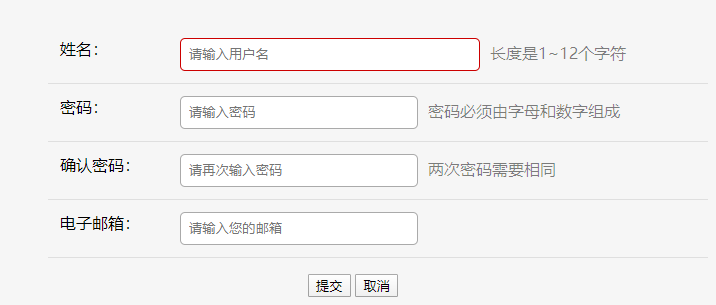 姓名： 请输入用户名 长度是1~12个字符
密码： 请输入密码 密码必须由字母和数字组成
确认密码： 请再次输入密码 两次密码需要相同
电子邮箱： 请输入您的邮箱
提交 取消